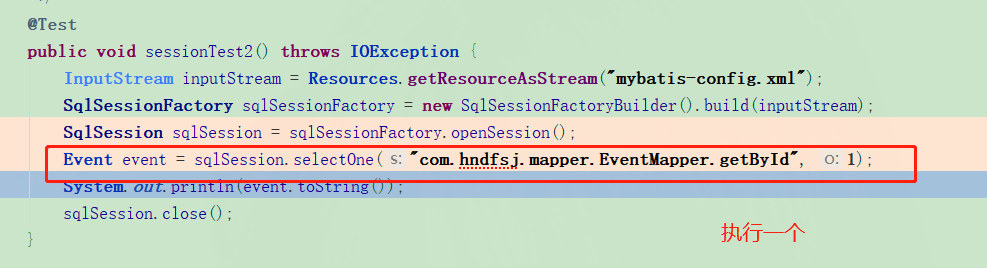 @Test
public void sessionTest2() throws IOException {
InputStream inputStream = Resources.getResourceAsStream("mybatis-config.xml");
SqlSessionFactory sqlSessionFactory = new SqlSessionFactoryBuilder().build(inputStream);
SqlSession sqlSession = sqlSessionFactory.openSession();
Event event = sqlSession.selectOne( s: "com.hndfsj.mapper.EventMapper.getById", o: 1);
System.out.println(event.toString());
sqlSession.close();
执行一个
}